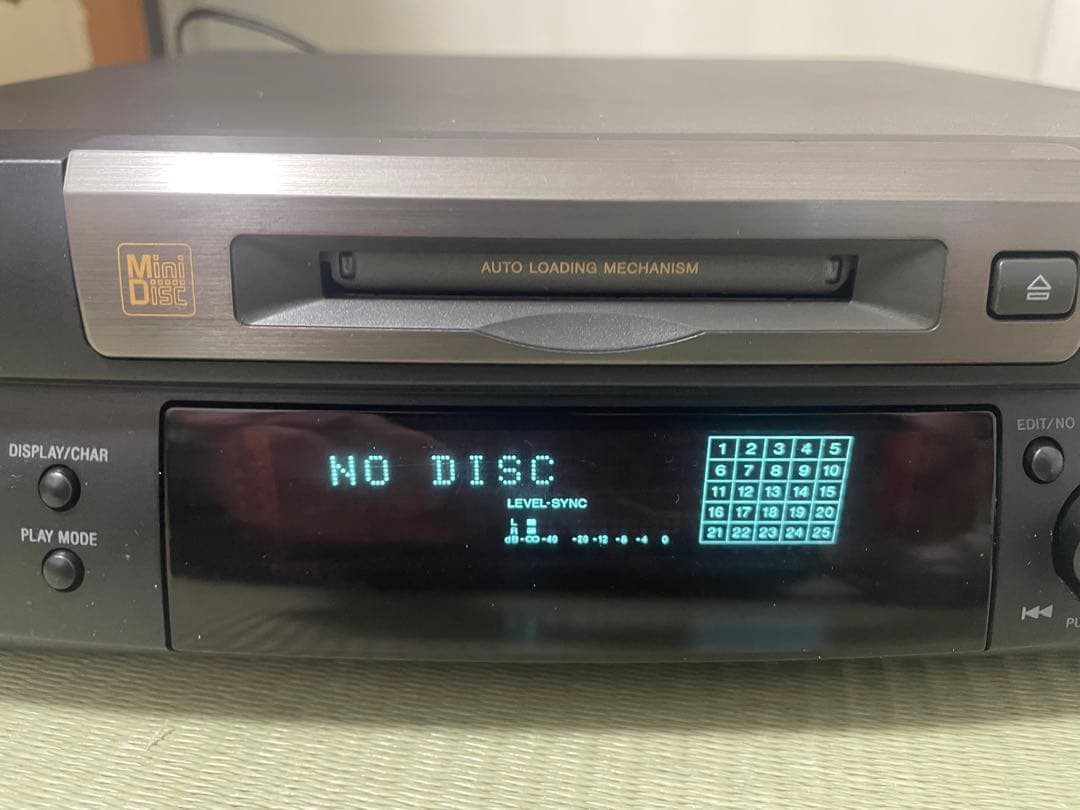 Mini
Disc
AUTO LOADING MECHANISM
DISPLAY/CHAR
PLAY MODE
NO DISC
LEVEL-SYNC
L
R
dB -∞ -40 -20 -12 -8 -4 0
1 2 3 4 5
6 7 8 9 10
11 12 13 14 15
16 17 18 19 20
21 22 23 24 25
EDIT/NO